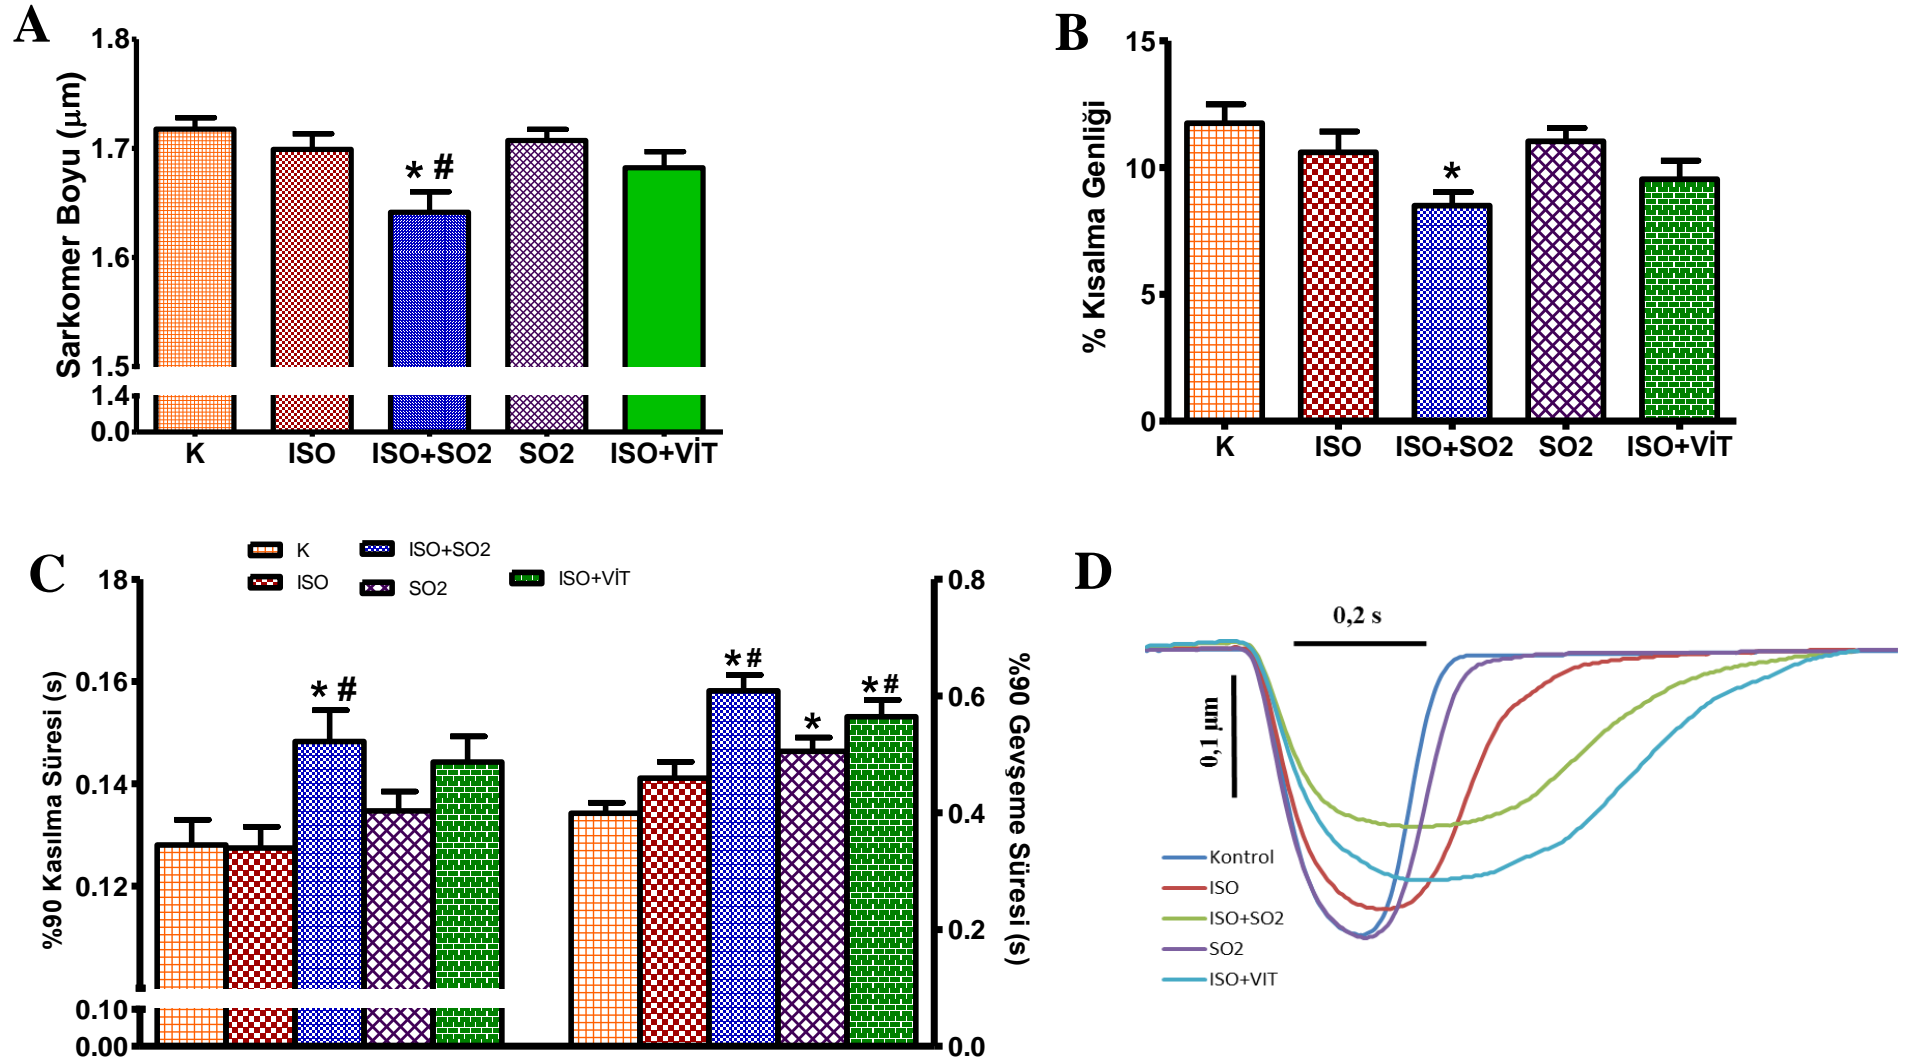 A
1.8
1.7
1.6
1.5
1.4
0.0
Sarkomer Boyu (µm)
* #
K ISO ISO+SO2 SO2 ISO+VİT
B
15
10
5
0
% Kısalma Genliği
*
K ISO ISO+SO2 SO2 ISO+VİT
C
K
ISO
ISO+SO2
SO2
ISO+VİT
18
0.16
0.14
0.12
0.10
0.00
%90 Kasılma Süresi (s)
* #
* #
*
* #
0.8
0.6
0.4
0.2
0.0
%90 Gevşeme Süresi (s)
D
0,2 s
0,1 µm
Kontrol
ISO
ISO+SO2
SO2
ISO+VIT